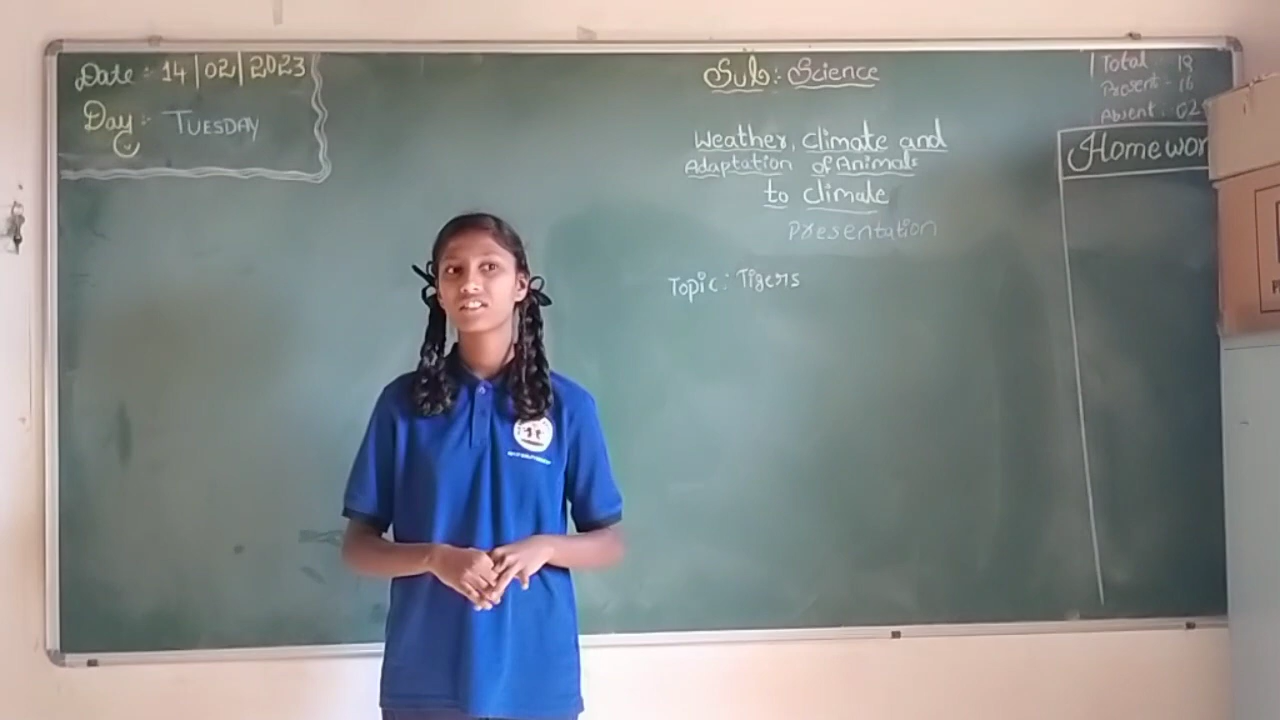 Date : 14/02/2023
Day : TUESDAY
Sub : Science
Weather, climate and
Adaptation of Animals
to climate
Presentation
Topic : Tigers
Total : 18
Present - 16
Absent : 02
Homewor